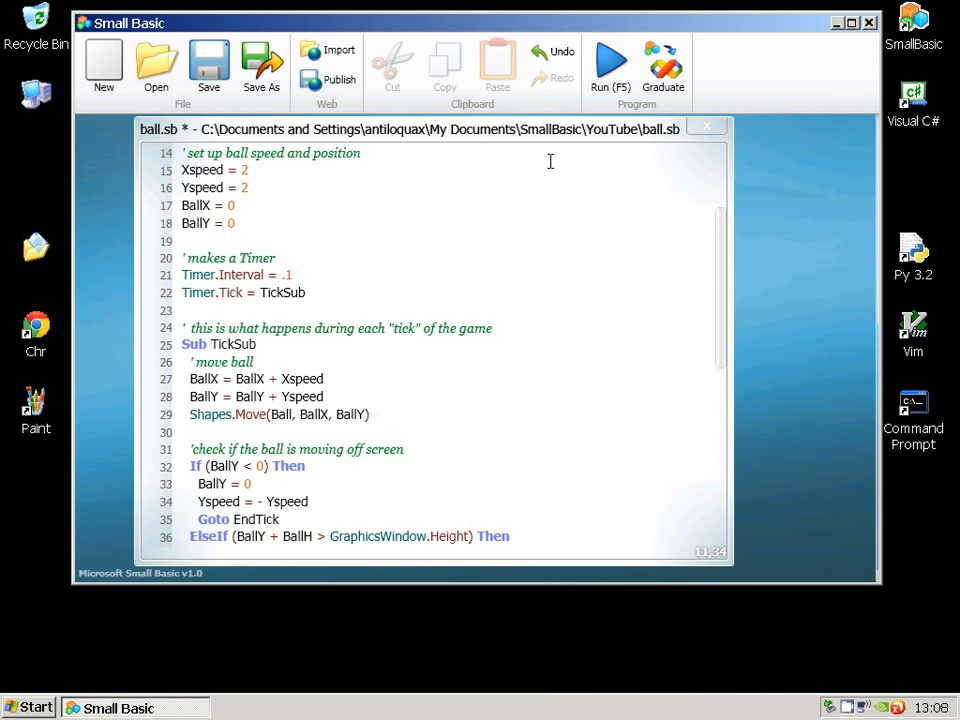 Recycle Bin
Chr
Paint
Small Basic
New
Open
Save
Save As
Import
Publish
Cut
Copy
Paste
Undo
Redo
Run (F5)
Graduate
File
Web
Clipboard
Program
ball.sb * - C:\Documents and Settings\antiloquax\My Documents\SmallBasic\YouTube\ball.sb
x
14 ' set up ball speed and position
15 Xspeed = 2
16 Yspeed = 2
17 BallX = 0
18 BallY = 0
19
20 ' makes a Timer
21 Timer.Interval = .1
22 Timer.Tick = TickSub
23
24 ' this is what happens during each "tick" of the game
25 Sub TickSub
26 ' move ball
27 BallX = BallX + Xspeed
28 BallY = BallY + Yspeed
29 Shapes.Move(Ball, BallX, BallY)
30
31 'check if the ball is moving off screen
32 If (BallY < 0) Then
33 BallY = 0
34 Yspeed = - Yspeed
35 Goto EndTick
36 ElseIf (BallY + BallH > GraphicsWindow.Height) Then
11,34
Microsoft Small Basic v1.0
SmallBasic
Visual C#
Py 3.2
Vim
C:\_
Command
Prompt
Start
Small Basic
13:08